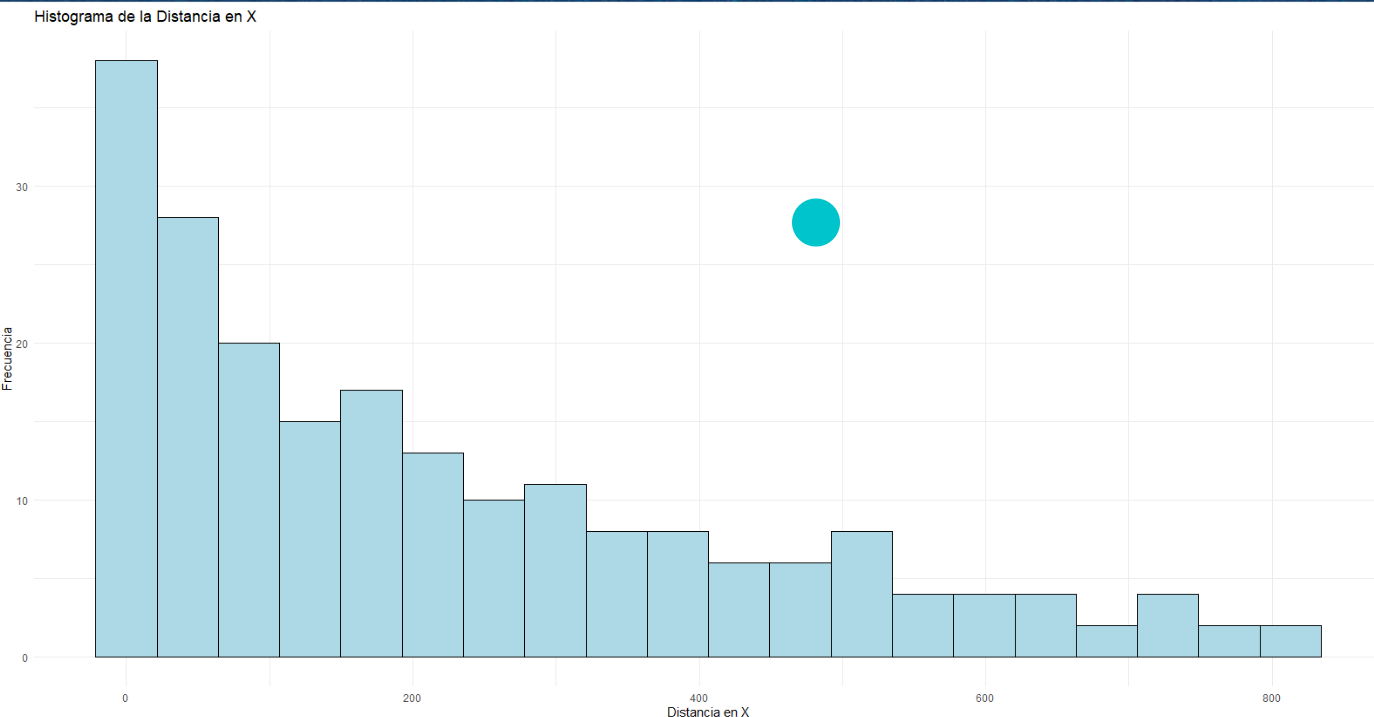 Histograma de la Distancia en X
Frecuencia
30
20
10
0
0 200 400 600 800
Distancia en X